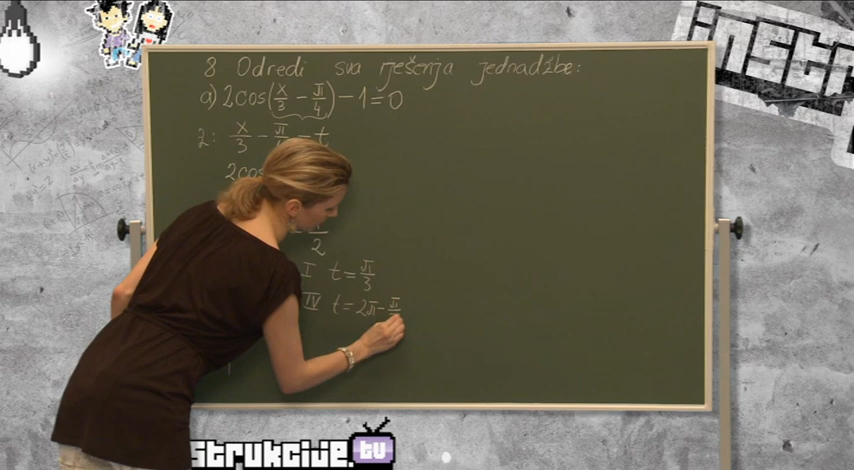 8 Odredi sva rješenja jednadžbe:
a) 2cos(x/3 - π/4) - 1 = 0
2: x/3 - π/4 = t
2cos
2
I t = π/3
IV t = 2π - π
strukcije.tv